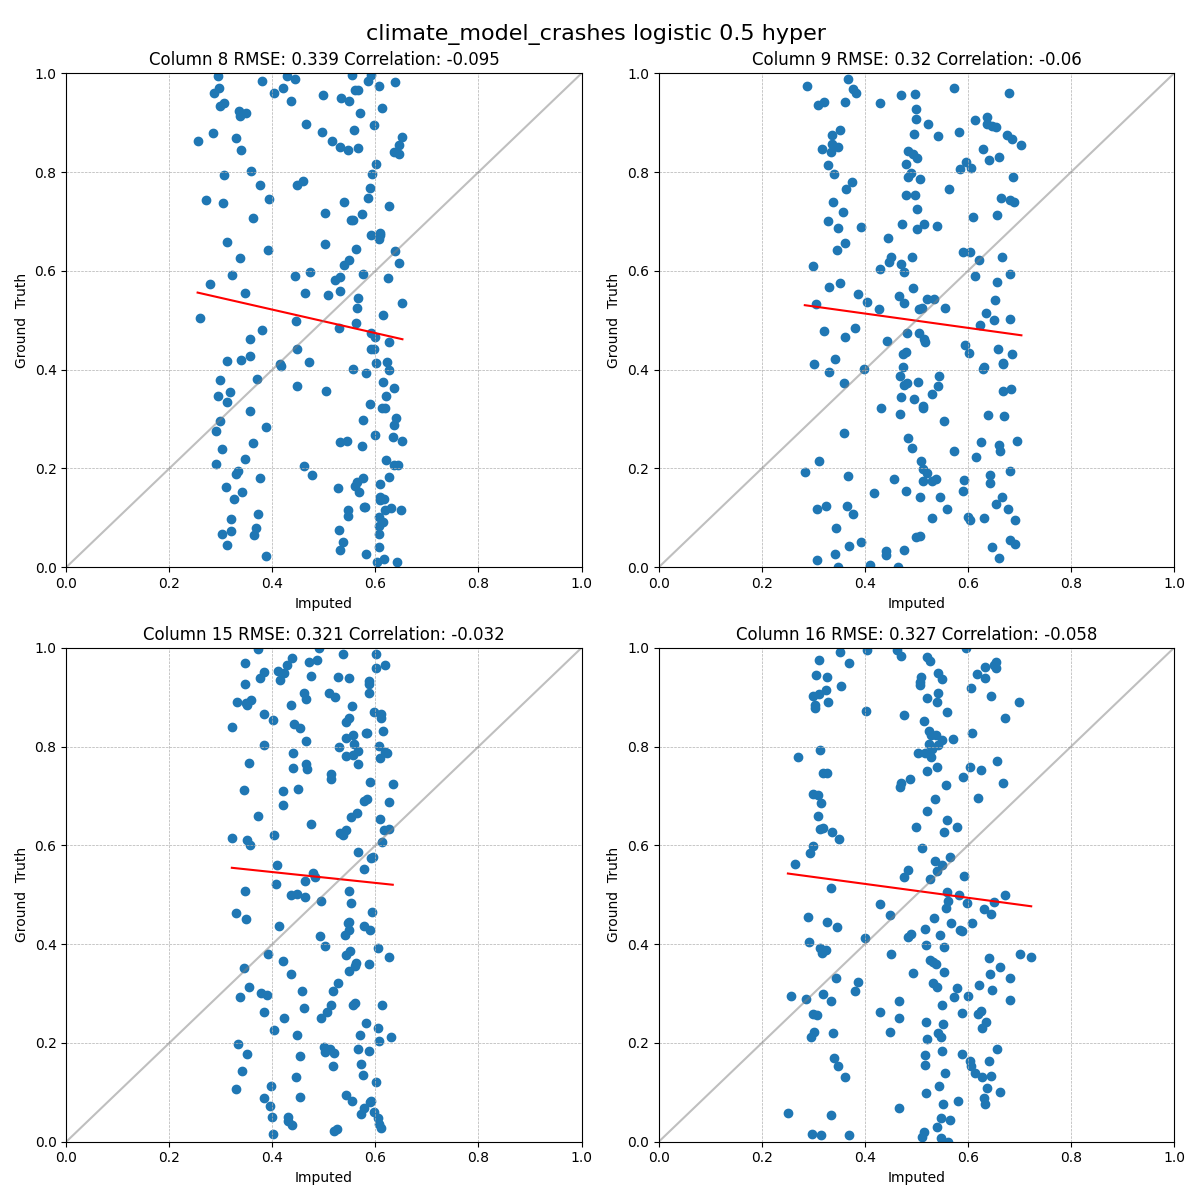 climate_model_crashes logistic 0.5 hyper
Column 8 RMSE: 0.339 Correlation: -0.095
Column 9 RMSE: 0.32 Correlation: -0.06
1.0
0.8
0.6
0.4
0.2
0.0
Ground Truth
0.0 0.2 0.4 0.6 0.8 1.0
Imputed
1.0
0.8
0.6
0.4
0.2
0.0
Ground Truth
0.0 0.2 0.4 0.6 0.8 1.0
Imputed
Column 15 RMSE: 0.321 Correlation: -0.032
Column 16 RMSE: 0.327 Correlation: -0.058
1.0
0.8
0.6
0.4
0.2
0.0
Ground Truth
0.0 0.2 0.4 0.6 0.8 1.0
Imputed
1.0
0.8
0.6
0.4
0.2
0.0
Ground Truth
0.0 0.2 0.4 0.6 0.8 1.0
Imputed